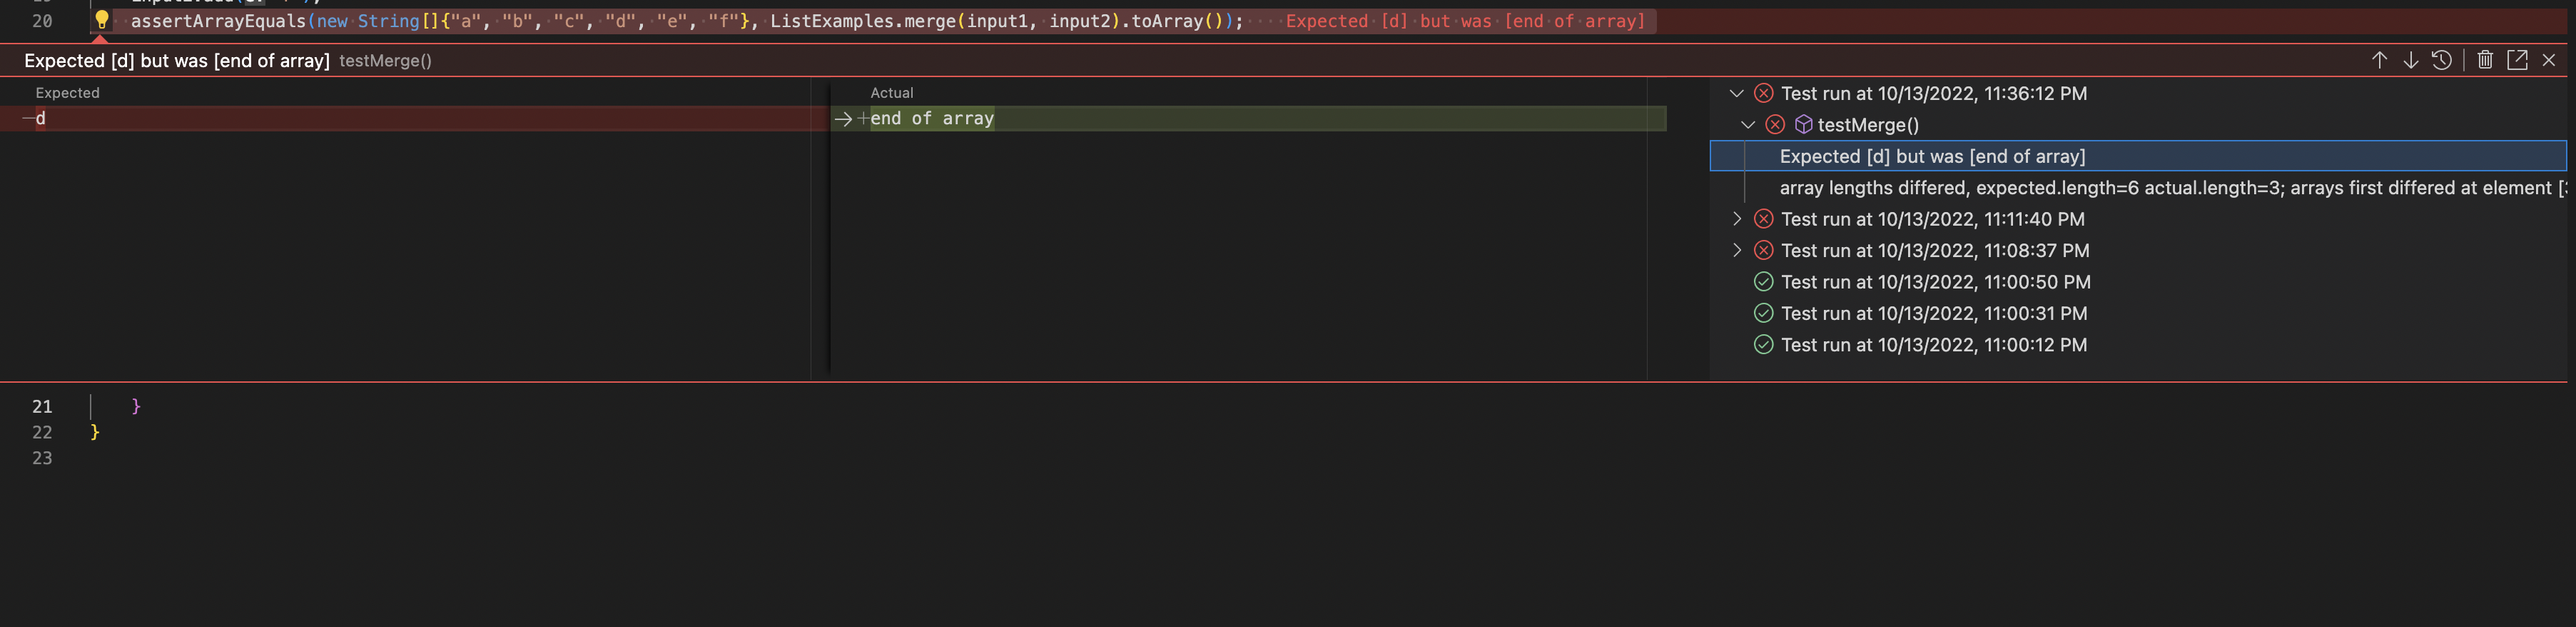 20 assertArrayEquals(new String[]{"a", "b", "c", "d", "e", "f"}, ListExamples.merge(input1, input2).toArray()); Expected [d] but was [end of array]
Expected [d] but was [end of array] testMerge()
Expected
Actual
d
end of array
Test run at 10/13/2022, 11:36:12 PM
testMerge()
Expected [d] but was [end of array]
array lengths differed, expected.length=6 actual.length=3; arrays first differed at element
Test run at 10/13/2022, 11:11:40 PM
Test run at 10/13/2022, 11:08:37 PM
Test run at 10/13/2022, 11:00:50 PM
Test run at 10/13/2022, 11:00:31 PM
Test run at 10/13/2022, 11:00:12 PM
21 }
22 }
23